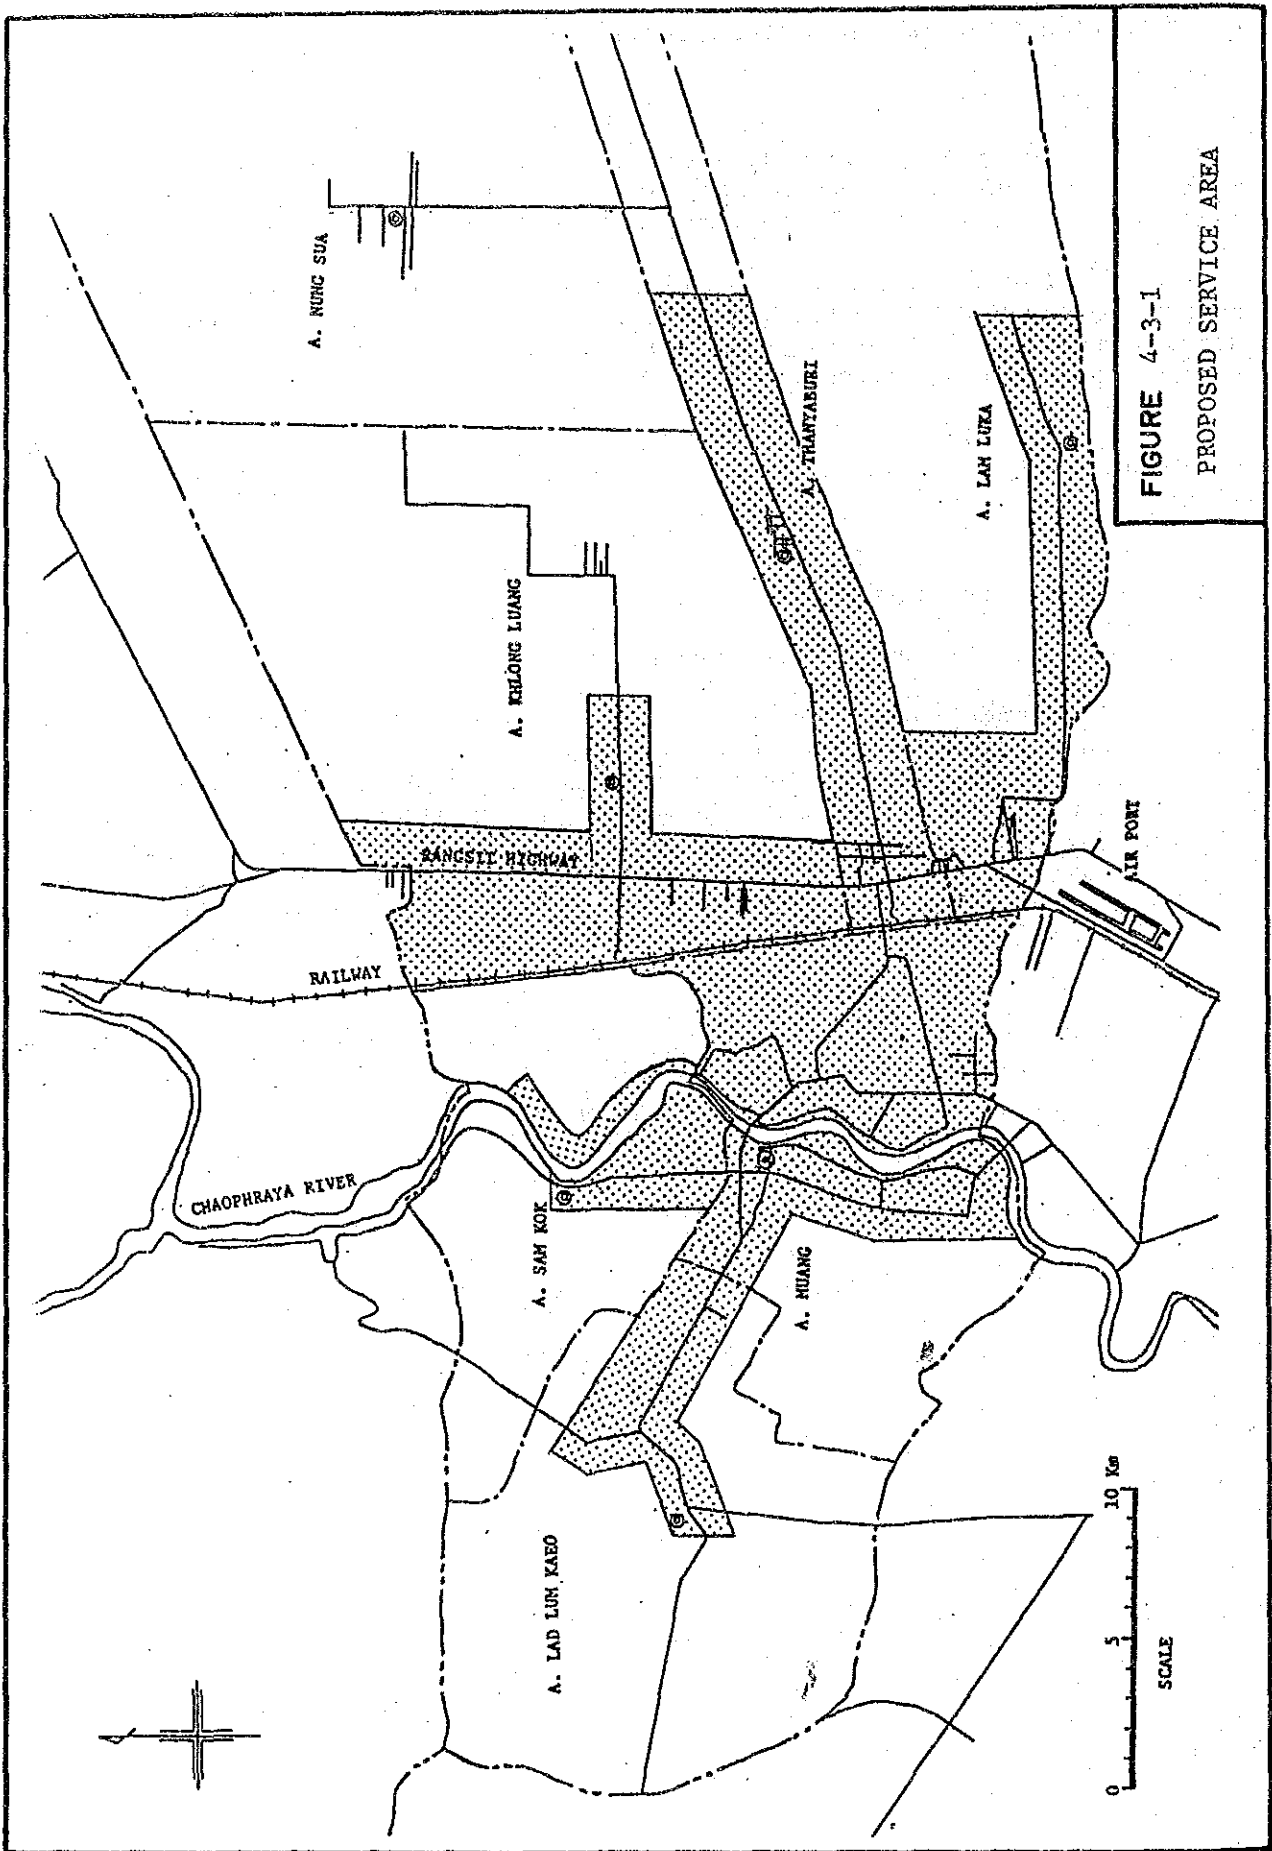 A. NUNG SUA
A. KHLONG LUANG
A. THANYABURI
A. LAM LUKA
RANGSIT HIGHWAY
RAILWAY
AIR PORT
CHAOPHRAYA RIVER
A. SAM KOK
A. MUANG
A. LAD LUM KAEO
0 5 10 Km
SCALE
FIGURE 4-3-1
PROPOSED SERVICE AREA